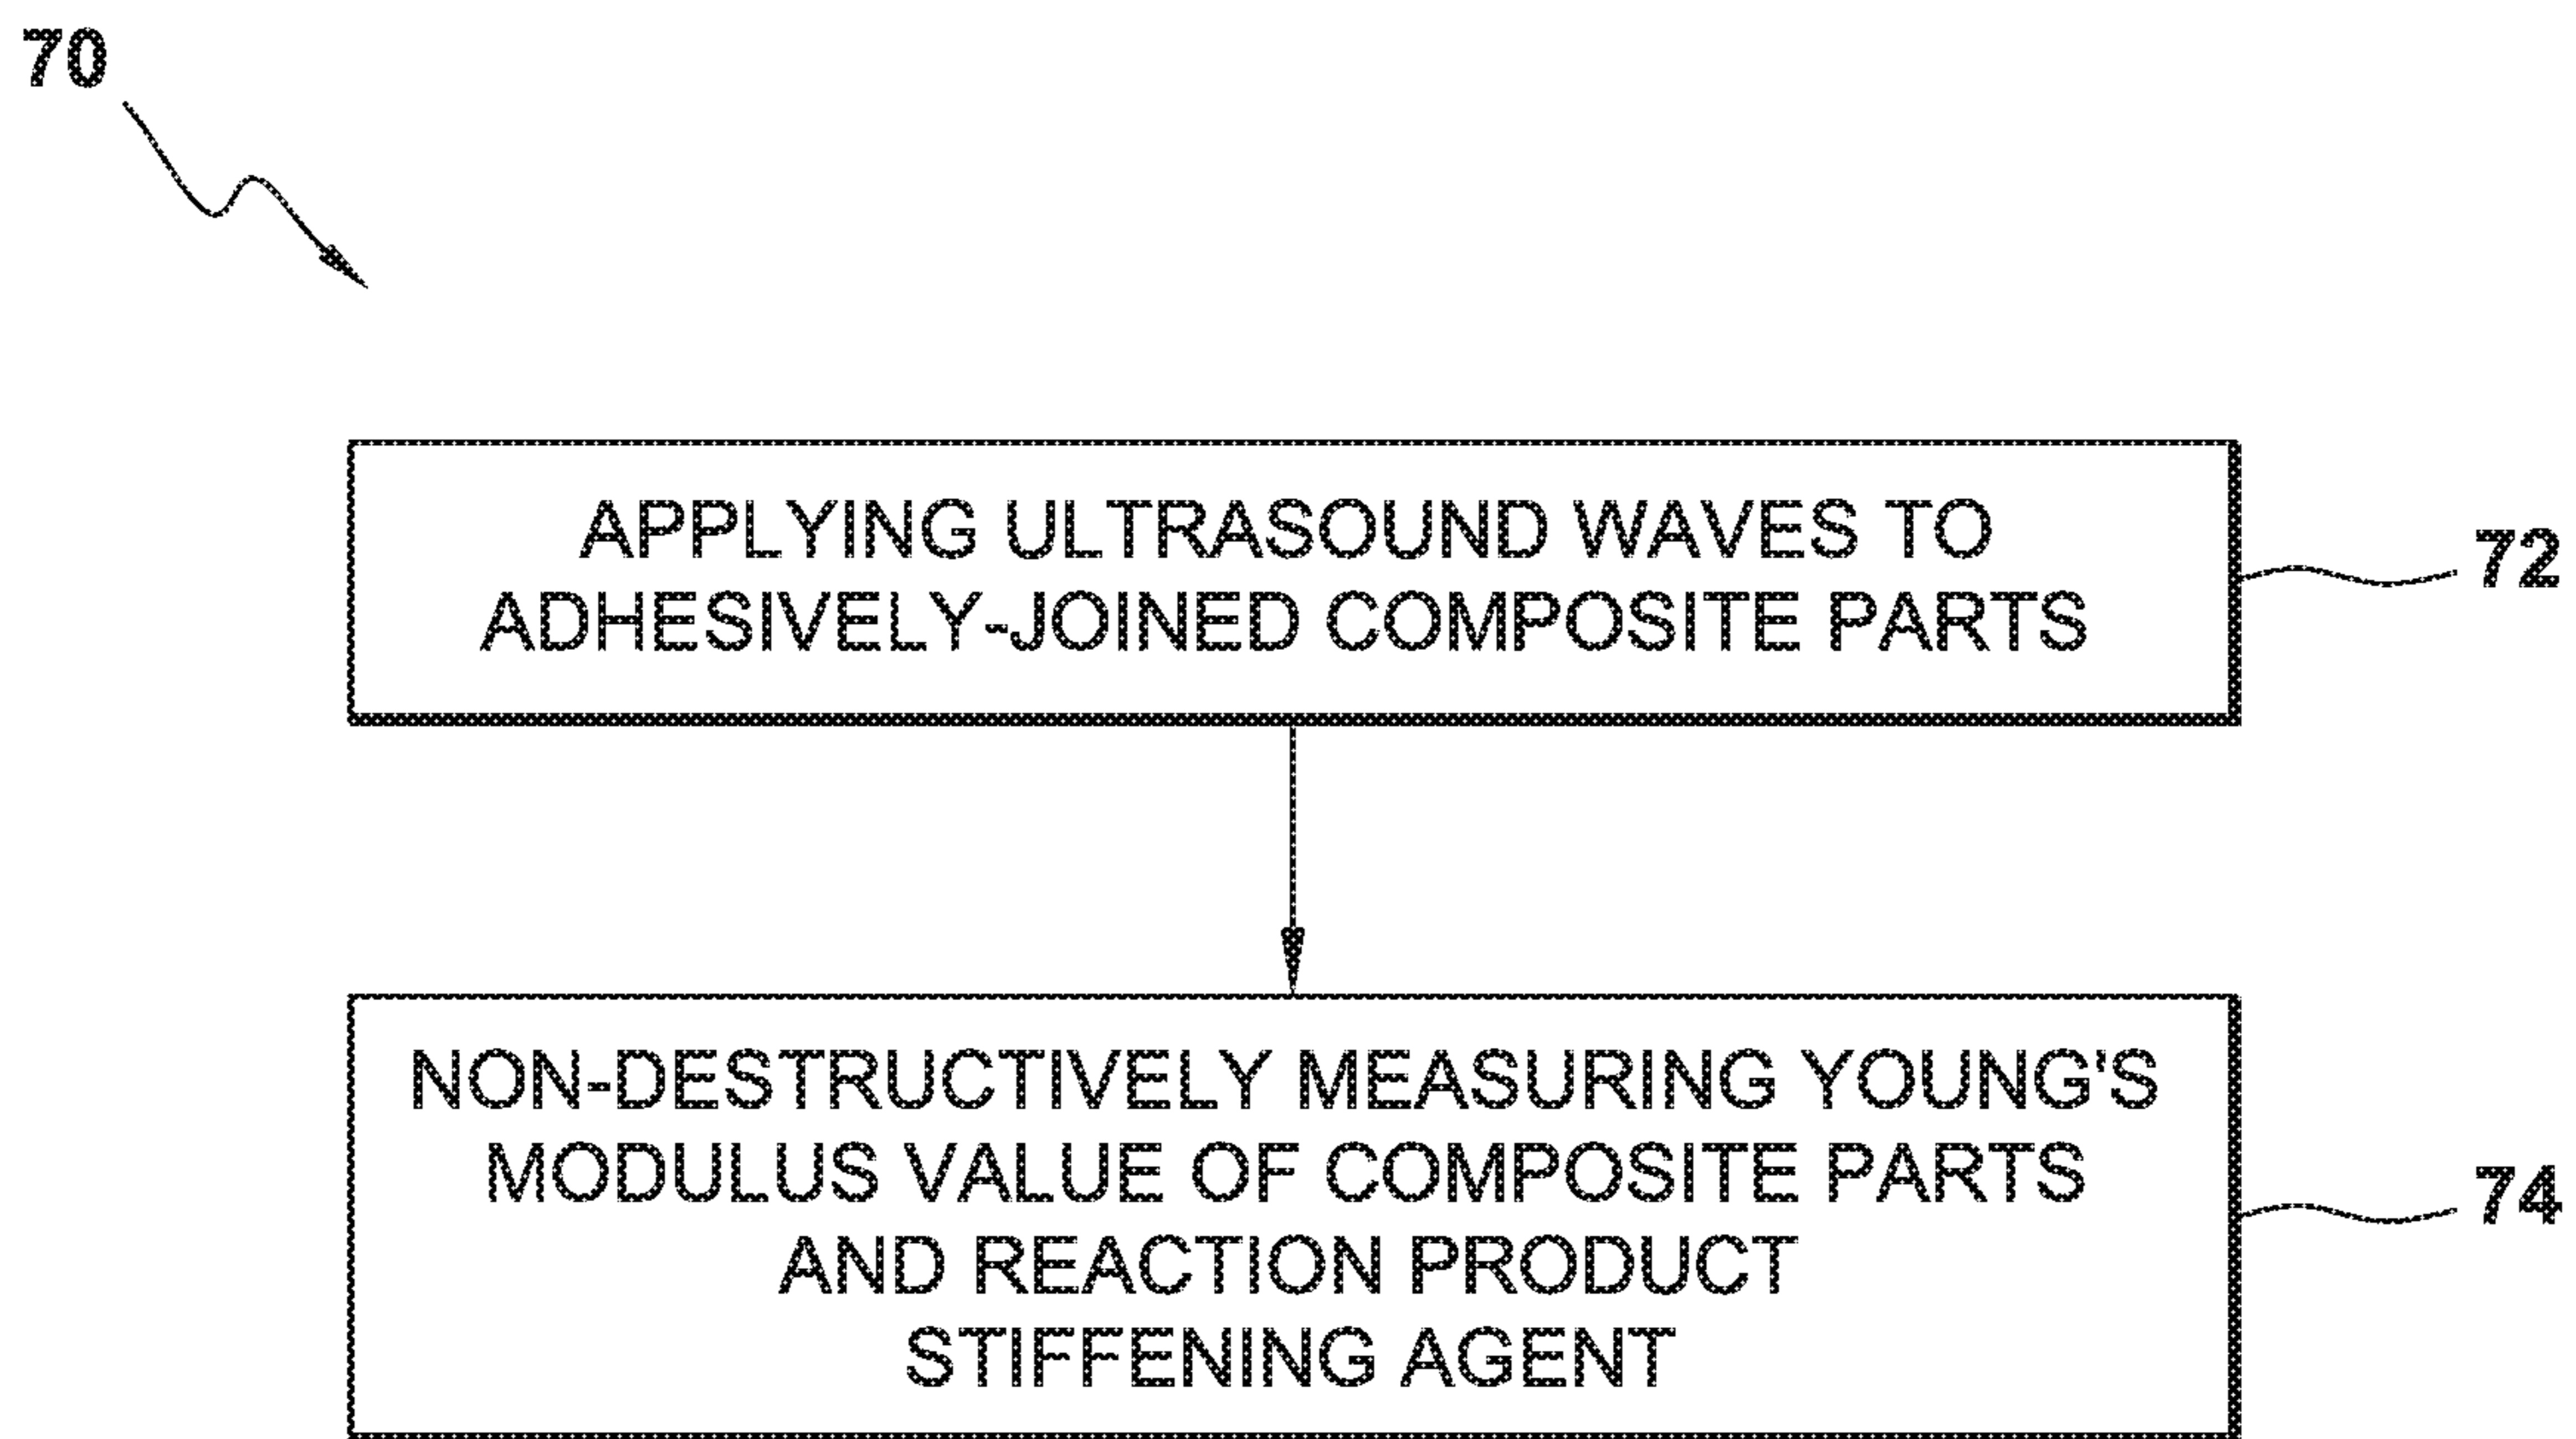 70
APPLYING ULTRASOUND WAVES TO
ADHESIVELY-JOINED COMPOSITE PARTS
72
NON-DESTRUCTIVELY MEASURING YOUNG'S
MODULUS VALUE OF COMPOSITE PARTS
AND REACTION PRODUCT
STIFFENING AGENT
74